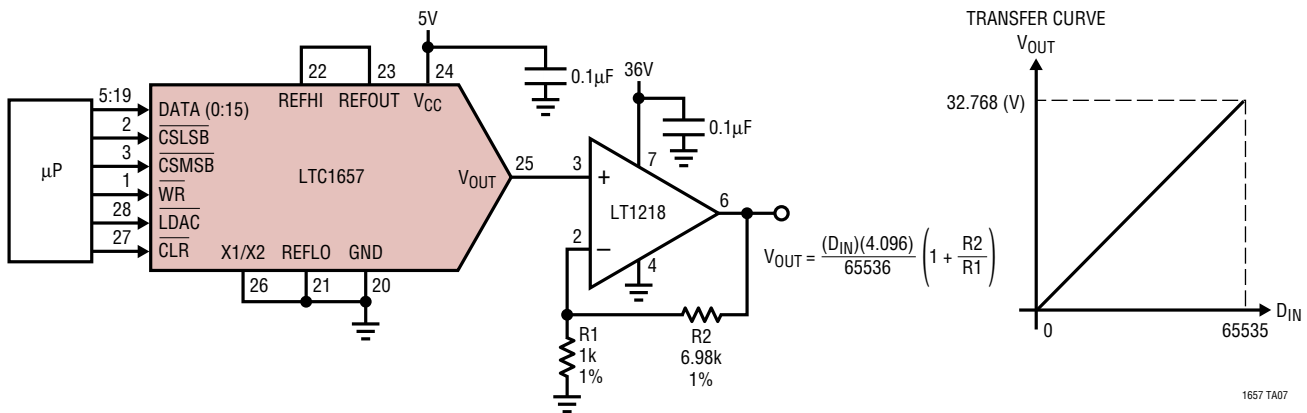 TRANSFER CURVE
VOUT
5V
22
23
24
0.1µF
36V
5:19
REFHI
REFOUT
VCC
32.768 (V)
DATA (0:15)
2
CSLSB
0.1µF
3
CSMSB
7
µP
LTC1657
VOUT
25
3
+
1
WR
LT1218
6
28
LDAC
2
–
27
CLR
X1/X2
REFLO
GND
4
VOUT = (DIN)(4.096) / 65536 (1 + R2 / R1)
26
21
20
DIN
0
65535
R1
1k
1%
R2
6.98k
1%
1657 TA07